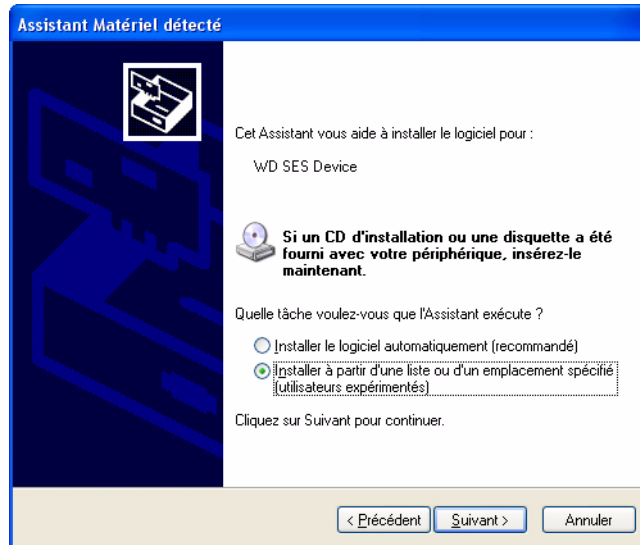 Assistant Matériel détecté
Cet Assistant vous aide à installer le logiciel pour :
WD SES Device
Si un CD d'installation ou une disquette a été
fourni avec votre périphérique, insérez-le
maintenant.
Quelle tâche voulez-vous que l'Assistant exécute ?
Installer le logiciel automatiquement (recommandé)
Installer à partir d'une liste ou d'un emplacement spécifié
(utilisateurs expérimentés)
Cliquez sur Suivant pour continuer.
< Précédent Suivant > Annuler